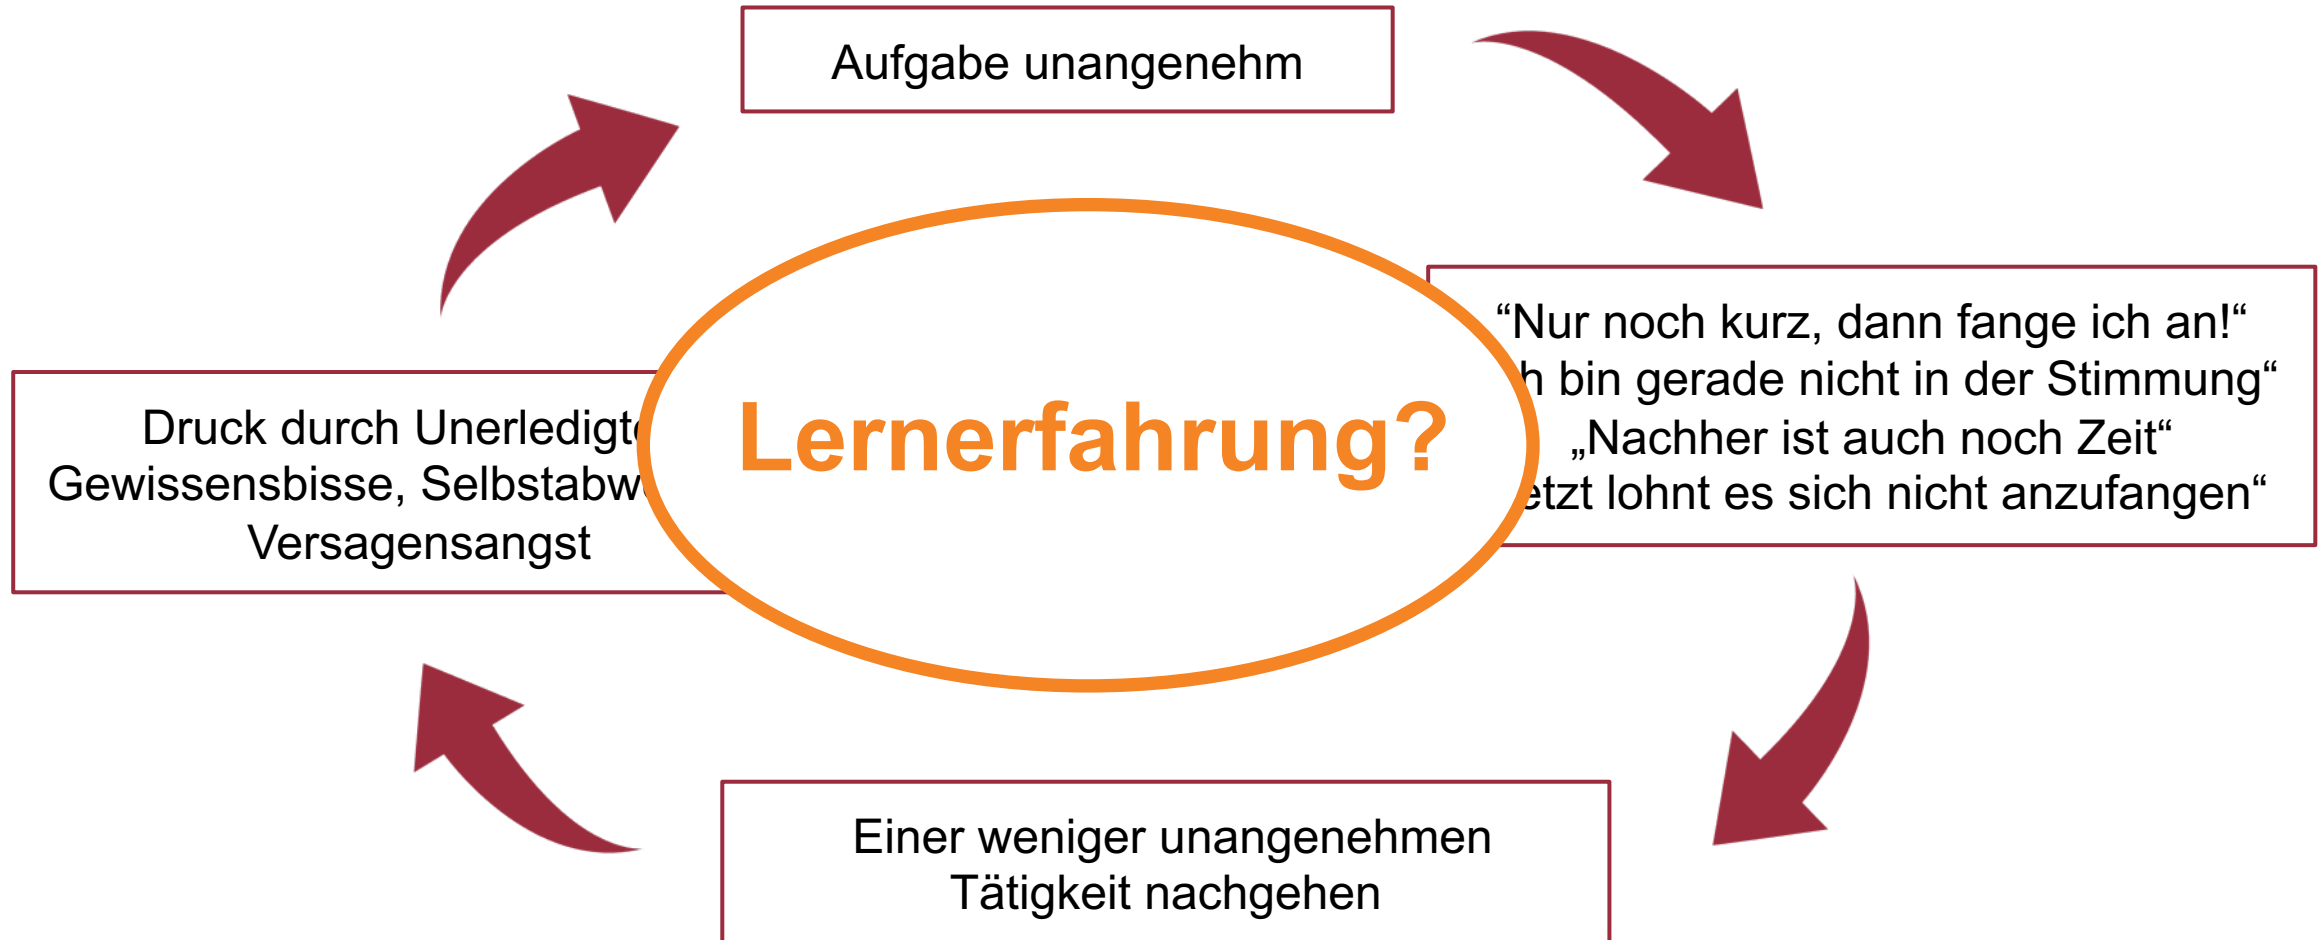 Aufgabe unangenehm
“Nur noch kurz, dann fange ich an!“
bin gerade nicht in der Stimmung“
„Nachher ist auch noch Zeit“
lohnt es sich nicht anzufangen“
Lernerfahrung?
Druck durch
Gewissensbisse,
Versagensangst
Einer weniger unangenehmen
Tätigkeit nachgehen